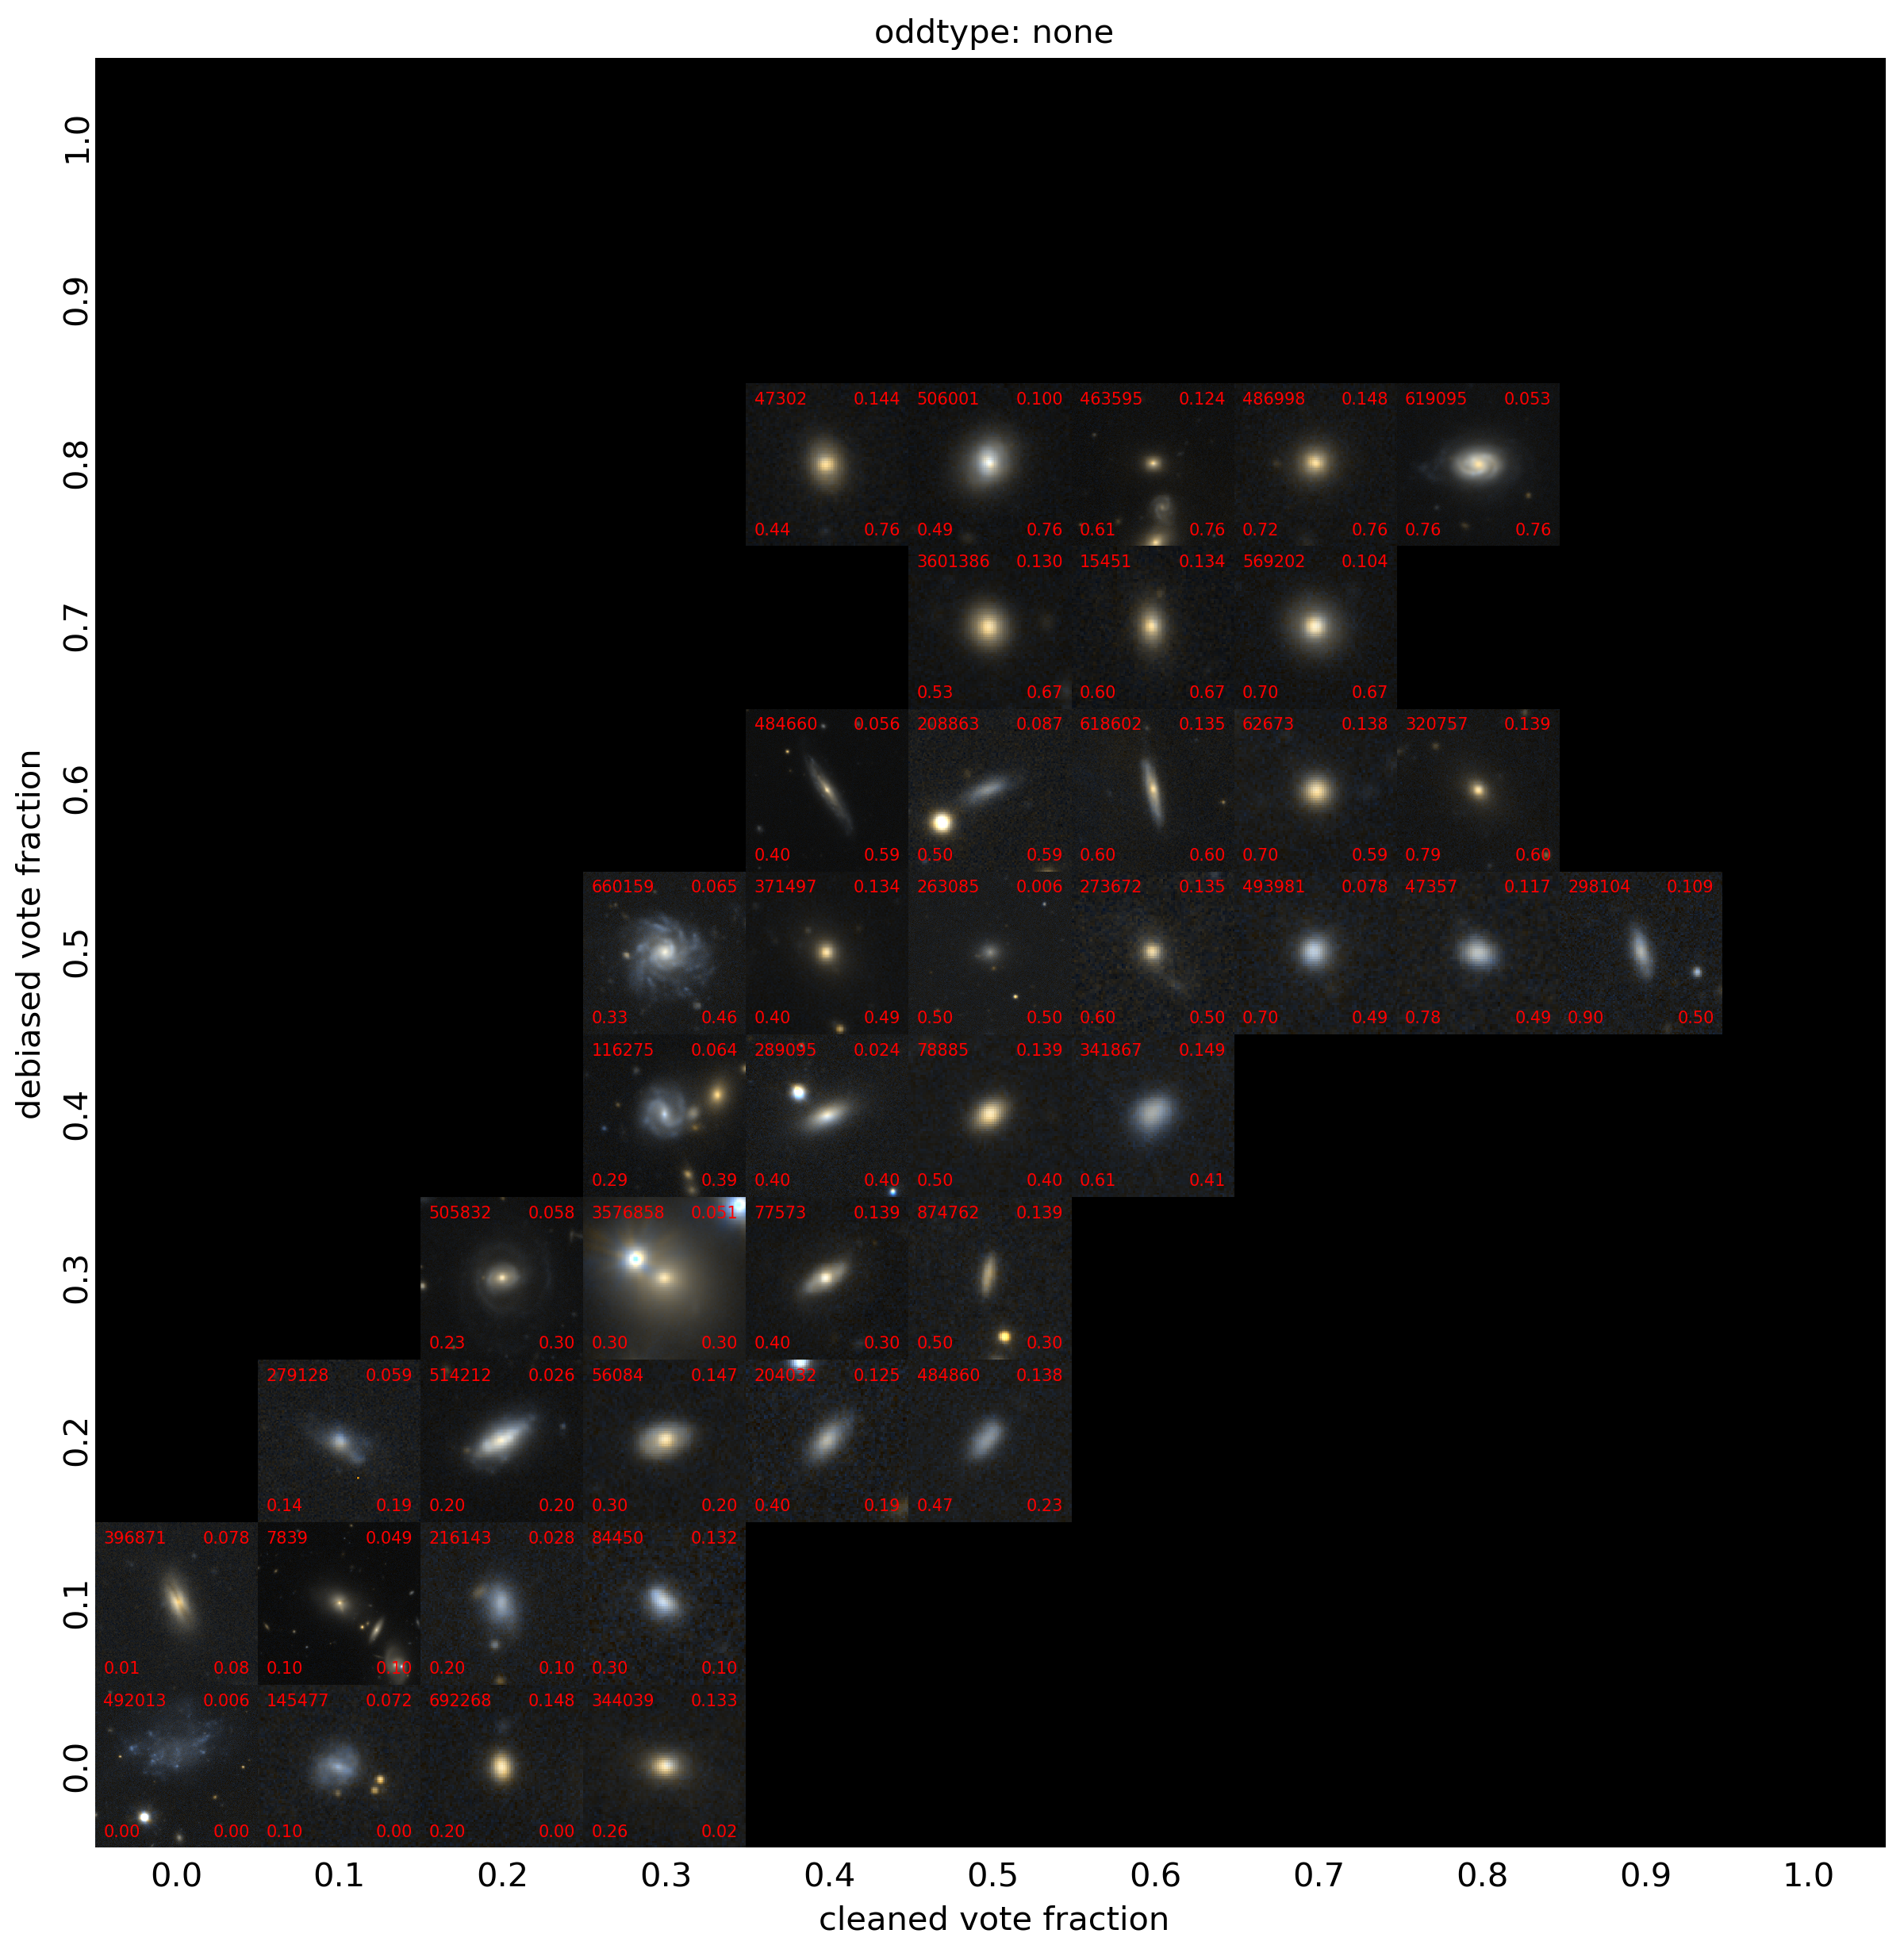 oddtype: none
debiased vote fraction
1.0
0.9
0.8
47302 0.144 506001 0.100 463595 0.124 486998 0.148 619095 0.053
0.44 0.76 0.49 0.76 0.61 0.76 0.72 0.76 0.76 0.76
0.7
3601386 0.130 15451 0.134 569202 0.104
0.53 0.67 0.60 0.67 0.70 0.67
0.6
484660 0.056 208863 0.087 618602 0.135 62673 0.138 320757 0.139
0.40 0.59 0.50 0.59 0.60 0.60 0.70 0.59 0.79 0.60
0.5
660159 0.065 371497 0.134 263085 0.006 273672 0.135 493981 0.078 47357 0.117 298104 0.109
0.33 0.46 0.40 0.49 0.50 0.50 0.60 0.50 0.70 0.49 0.78 0.49 0.90 0.50
0.4
116275 0.064 289095 0.024 78885 0.139 341867 0.149
0.29 0.39 0.40 0.40 0.50 0.40 0.61 0.41
0.3
505832 0.058 3576858 0.051 77573 0.139 874762 0.139
0.23 0.30 0.30 0.30 0.40 0.30 0.50 0.30
0.2
279128 0.059 514212 0.026 56084 0.147 204032 0.125 484860 0.138
0.14 0.19 0.20 0.20 0.30 0.20 0.40 0.19 0.47 0.23
0.1
396871 0.078 7839 0.049 216143 0.028 84450 0.132
0.01 0.08 0.10 0.10 0.20 0.10 0.30 0.10
0.0
492013 0.006 145477 0.072 692268 0.148 344039 0.133
0.00 0.00 0.10 0.00 0.20 0.00 0.26 0.02
0.0 0.1 0.2 0.3 0.4 0.5 0.6 0.7 0.8 0.9 1.0
cleaned vote fraction